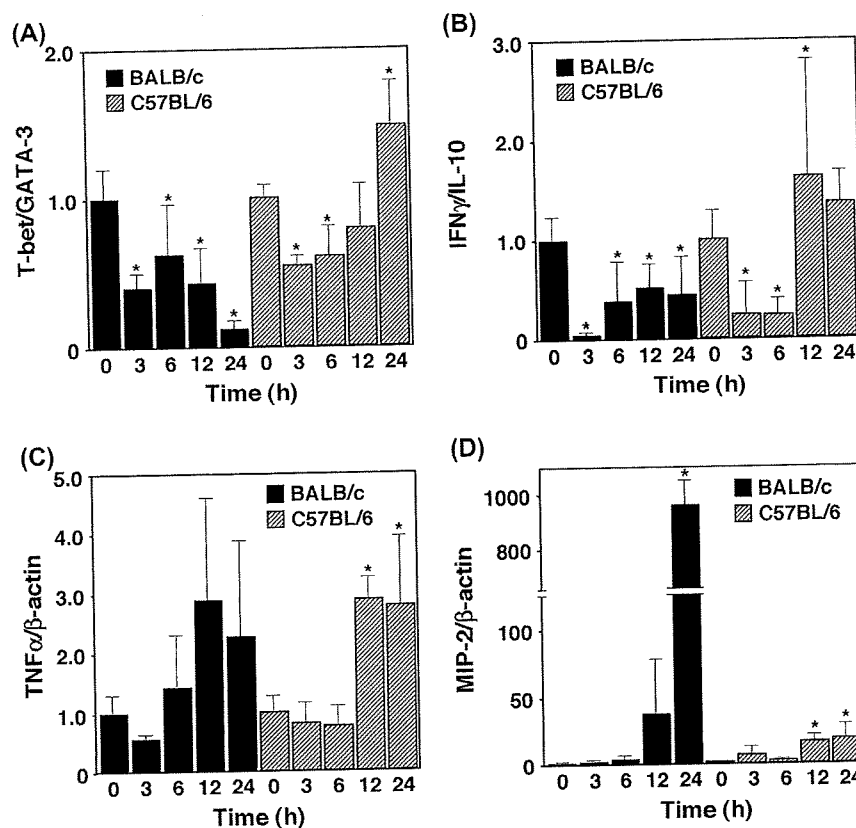 (A)
2.0
BALB/c
C57BL/6
1.0
0
T-bet/GATA-3
* * * * * * *
0 3 6 12 24 0 3 6 12 24
Time (h)
(B)
3.0
BALB/c
C57BL/6
2.0
1.0
0
IFNγ/IL-10
* * * * * * *
0 3 6 12 24 0 3 6 12 24
Time (h)
(C)
5.0
BALB/c
C57BL/6
4.0
3.0
2.0
1.0
0
TNFα/β-actin
* *
0 3 6 12 24 0 3 6 12 24
Time (h)
(D)
1000
BALB/c
C57BL/6
800
100
50
0
MIP-2/β-actin
* * *
0 3 6 12 24 0 3 6 12 24
Time (h)